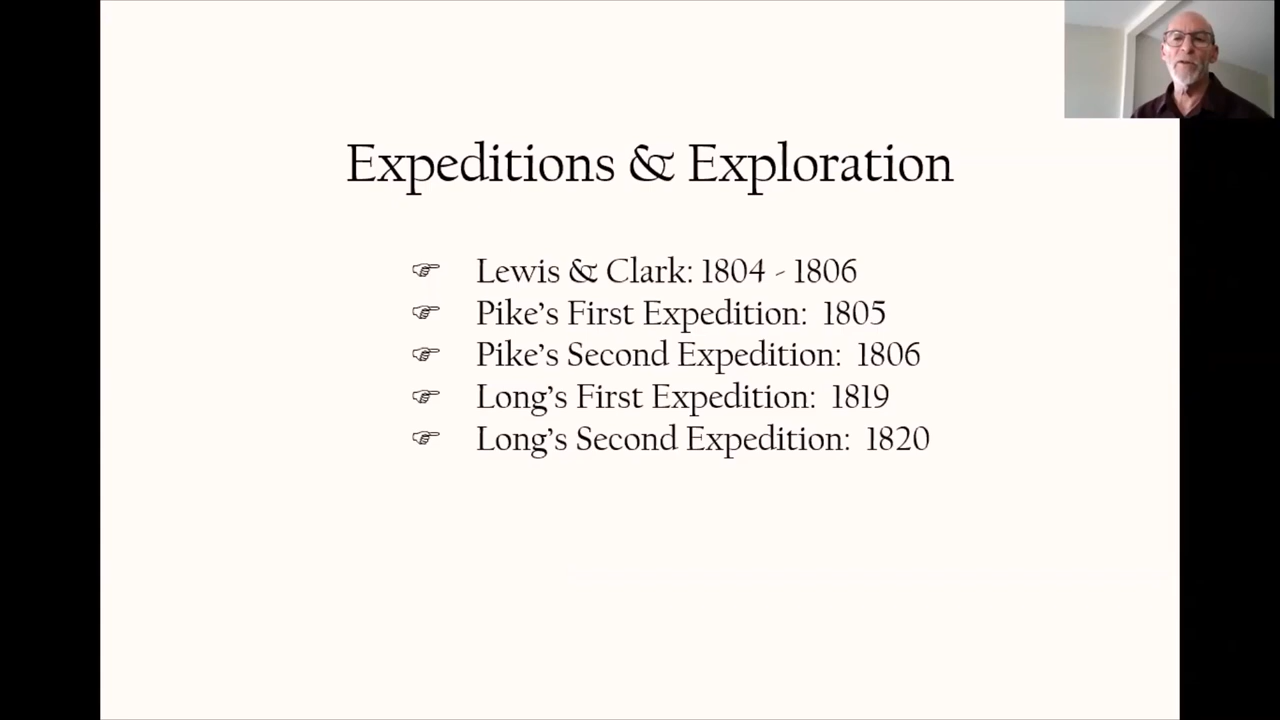 Expeditions & Exploration
☞ Lewis & Clark: 1804 - 1806
☞ Pike’s First Expedition: 1805
☞ Pike’s Second Expedition: 1806
☞ Long’s First Expedition: 1819
☞ Long’s Second Expedition: 1820